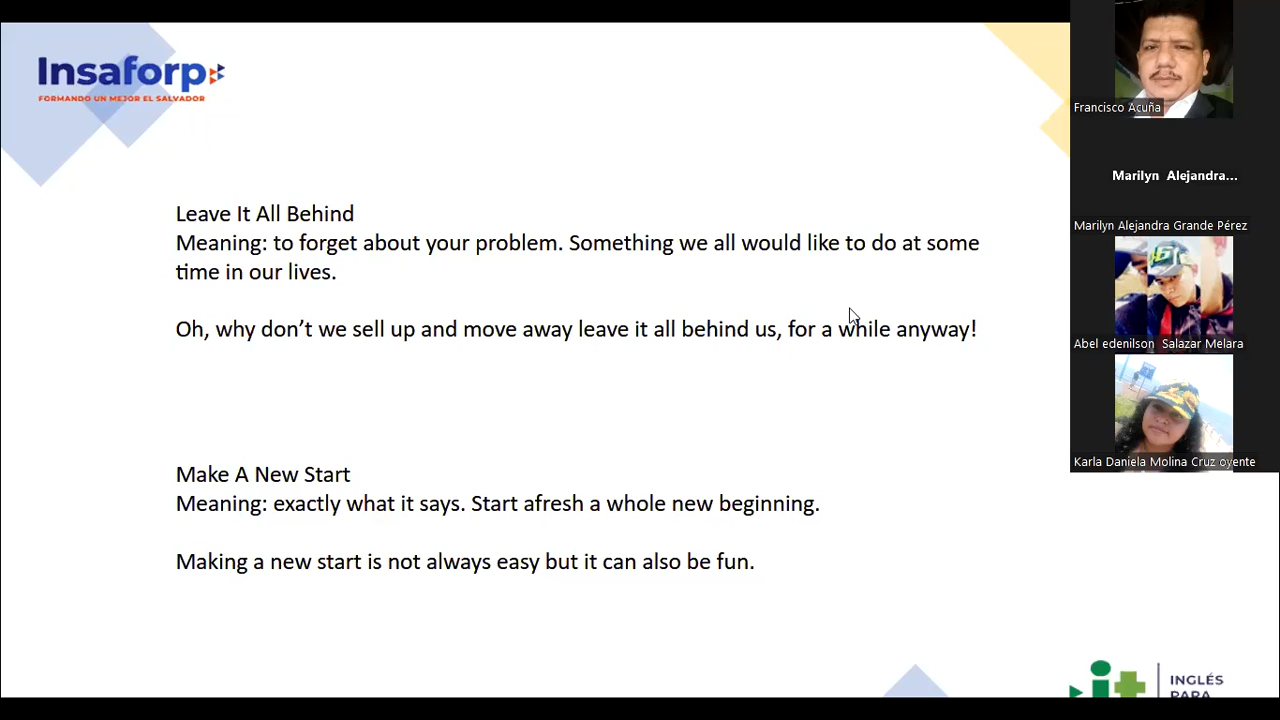 Insaforp
FORMANDO UN MEJOR EL SALVADOR
Leave It All Behind
Meaning: to forget about your problem. Something we all would like to do at some
time in our lives.
Oh, why don’t we sell up and move away leave it all behind us, for a while anyway!
Make A New Start
Meaning: exactly what it says. Start afresh a whole new beginning.
Making a new start is not always easy but it can also be fun.
Francisco Acuña
Marilyn Alejandra...
Marilyn Alejandra Grande Pérez
Abel edenilson Salazar Melara
Karla Daniela Molina Cruz oyente
INGLÉS
PARA